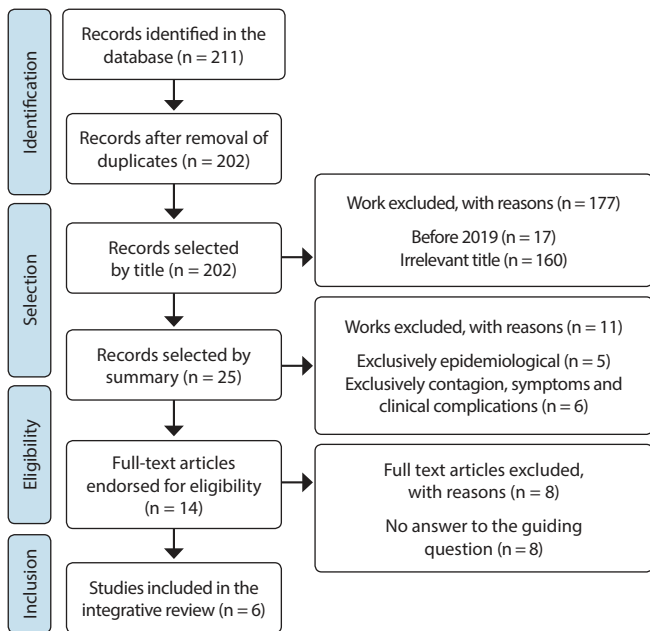 Identification
Records identified in the
database (n = 211)
Records after removal of
duplicates (n = 202)
Selection
Records selected
by title (n = 202)
Work excluded, with reasons (n = 177)
Before 2019 (n = 17)
Irrelevant title (n = 160)
Records selected by
summary (n = 25)
Works excluded, with reasons (n = 11)
Exclusively epidemiological (n = 5)
Exclusively contagion, symptoms and
clinical complications (n = 6)
Eligibility
Full-text articles
endorsed for eligibility
(n = 14)
Full text articles excluded,
with reasons (n = 8)
No answer to the guiding
question (n = 8)
Inclusion
Studies included in the
integrative review (n = 6)